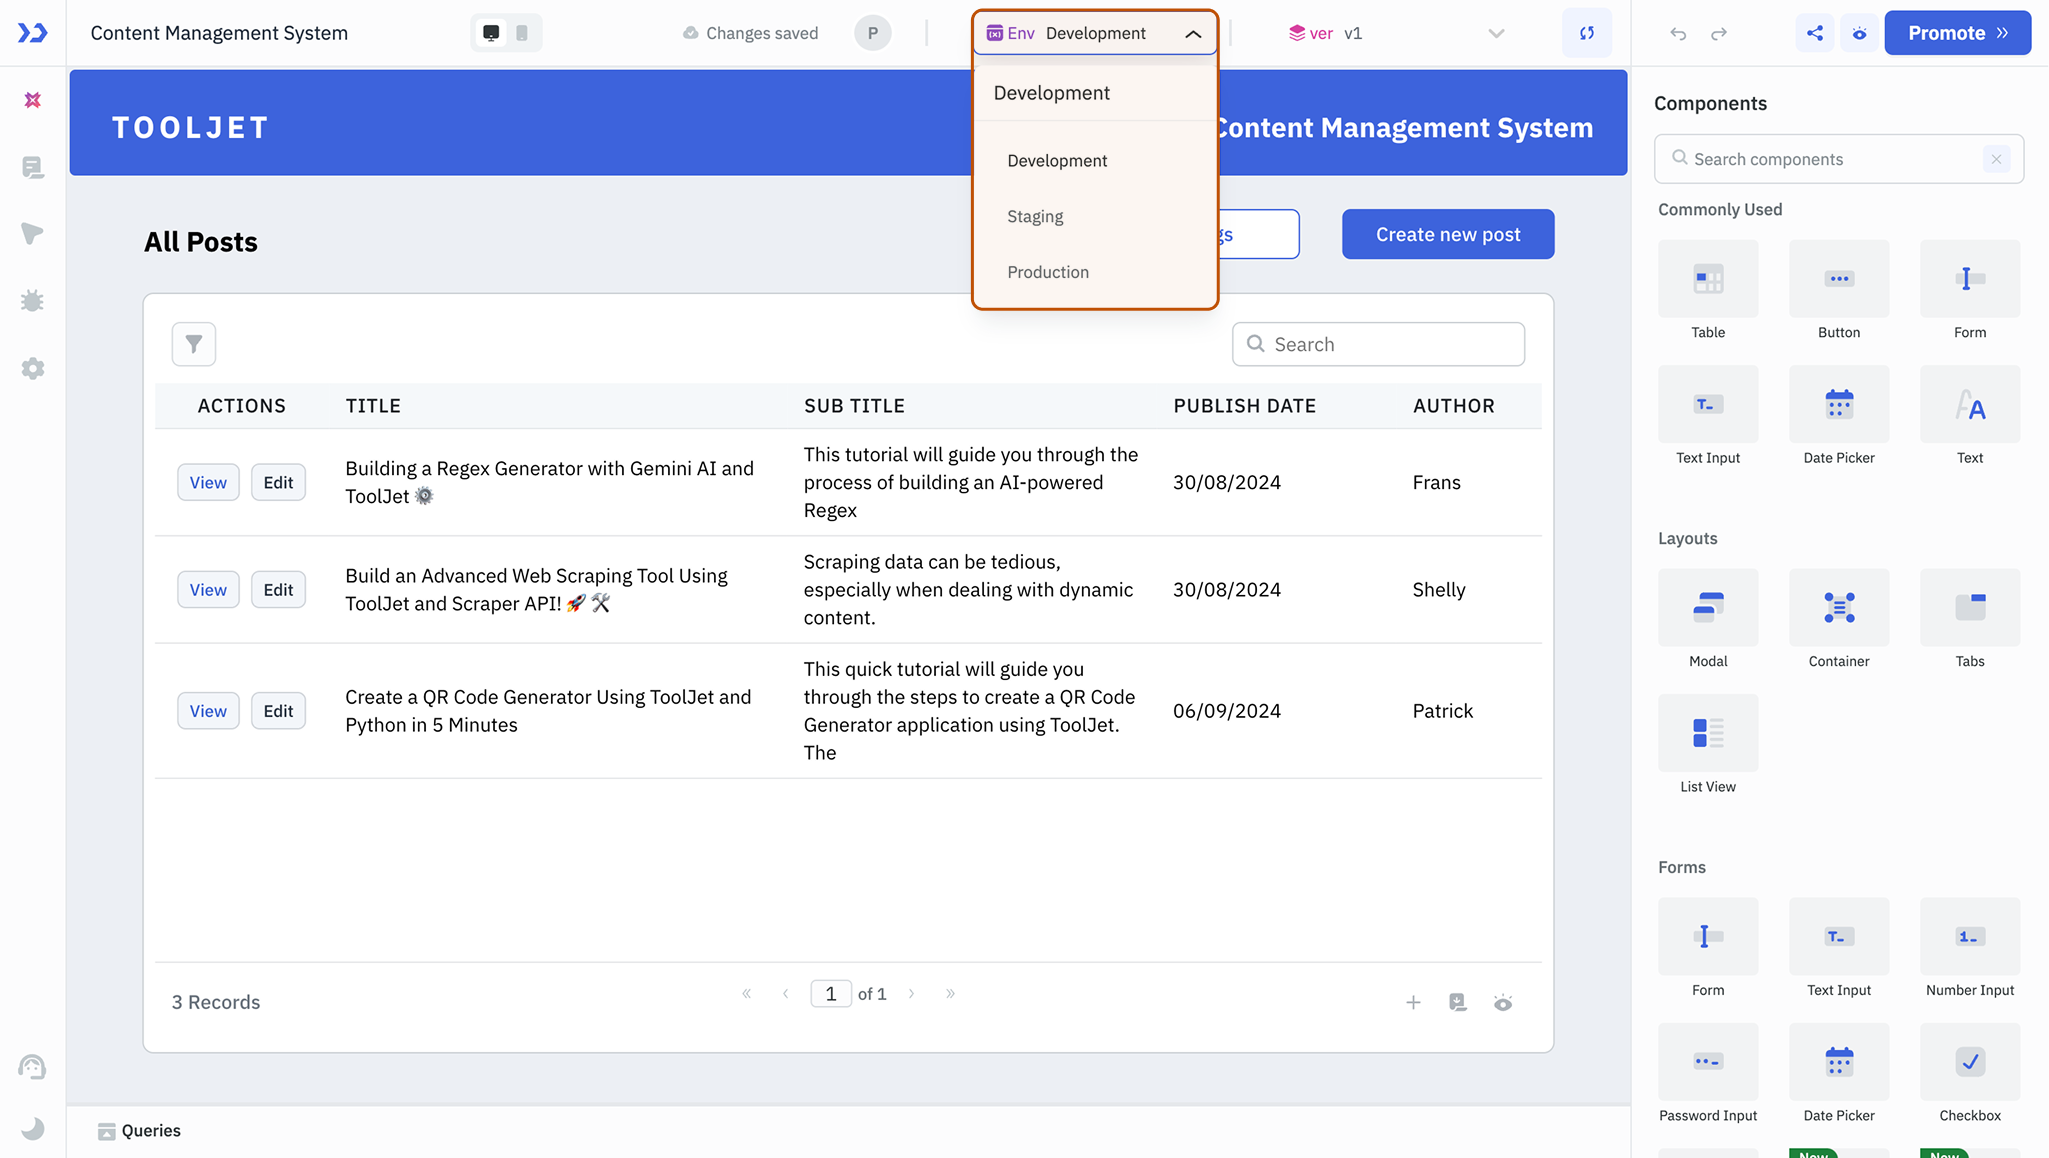 Content Management System
Changes saved
P
Env Development
ver v1
Promote
Development
Development
Staging
Production
TOOLJET
Content Management System
All Posts
gs
Create new post
Search
ACTIONS TITLE SUB TITLE PUBLISH DATE AUTHOR
View Edit
Building a Regex Generator with Gemini AI and
ToolJet
This tutorial will guide you through the
process of building an AI-powered
Regex
30/08/2024
Frans
View Edit
Build an Advanced Web Scraping Tool Using
ToolJet and Scraper API!
Scraping data can be tedious,
especially when dealing with dynamic
content.
30/08/2024
Shelly
View Edit
Create a QR Code Generator Using ToolJet and
Python in 5 Minutes
This quick tutorial will guide you
through the steps to create a QR Code
Generator application using ToolJet.
The
06/09/2024
Patrick
3 Records
« ‹ 1 of 1 › »
Queries
Components
Search components
Commonly Used
Table Button Form
Text Input Date Picker Text
Layouts
Modal Container Tabs
List View
Forms
Form Text Input Number Input
Password Input Date Picker Checkbox
New New